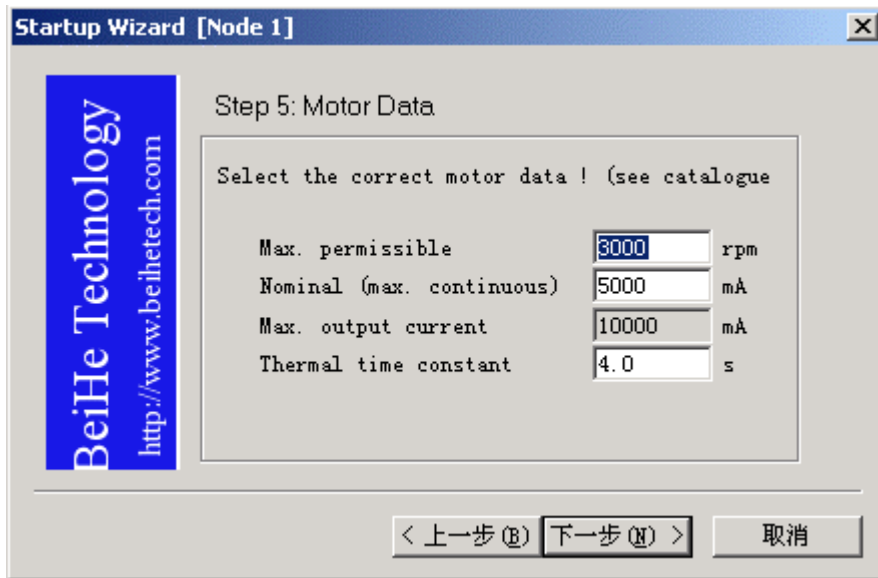 Startup Wizard [Node 1]
BeiHe Technology
http://www.beihetech.com
Step 5: Motor Data
Select the correct motor data ! (see catalogue
Max. permissible 3000 rpm
Nominal (max. continuous) 5000 mA
Max. output current 10000 mA
Thermal time constant 4.0 s
< 上一步(B) 下一步(N) > 取消